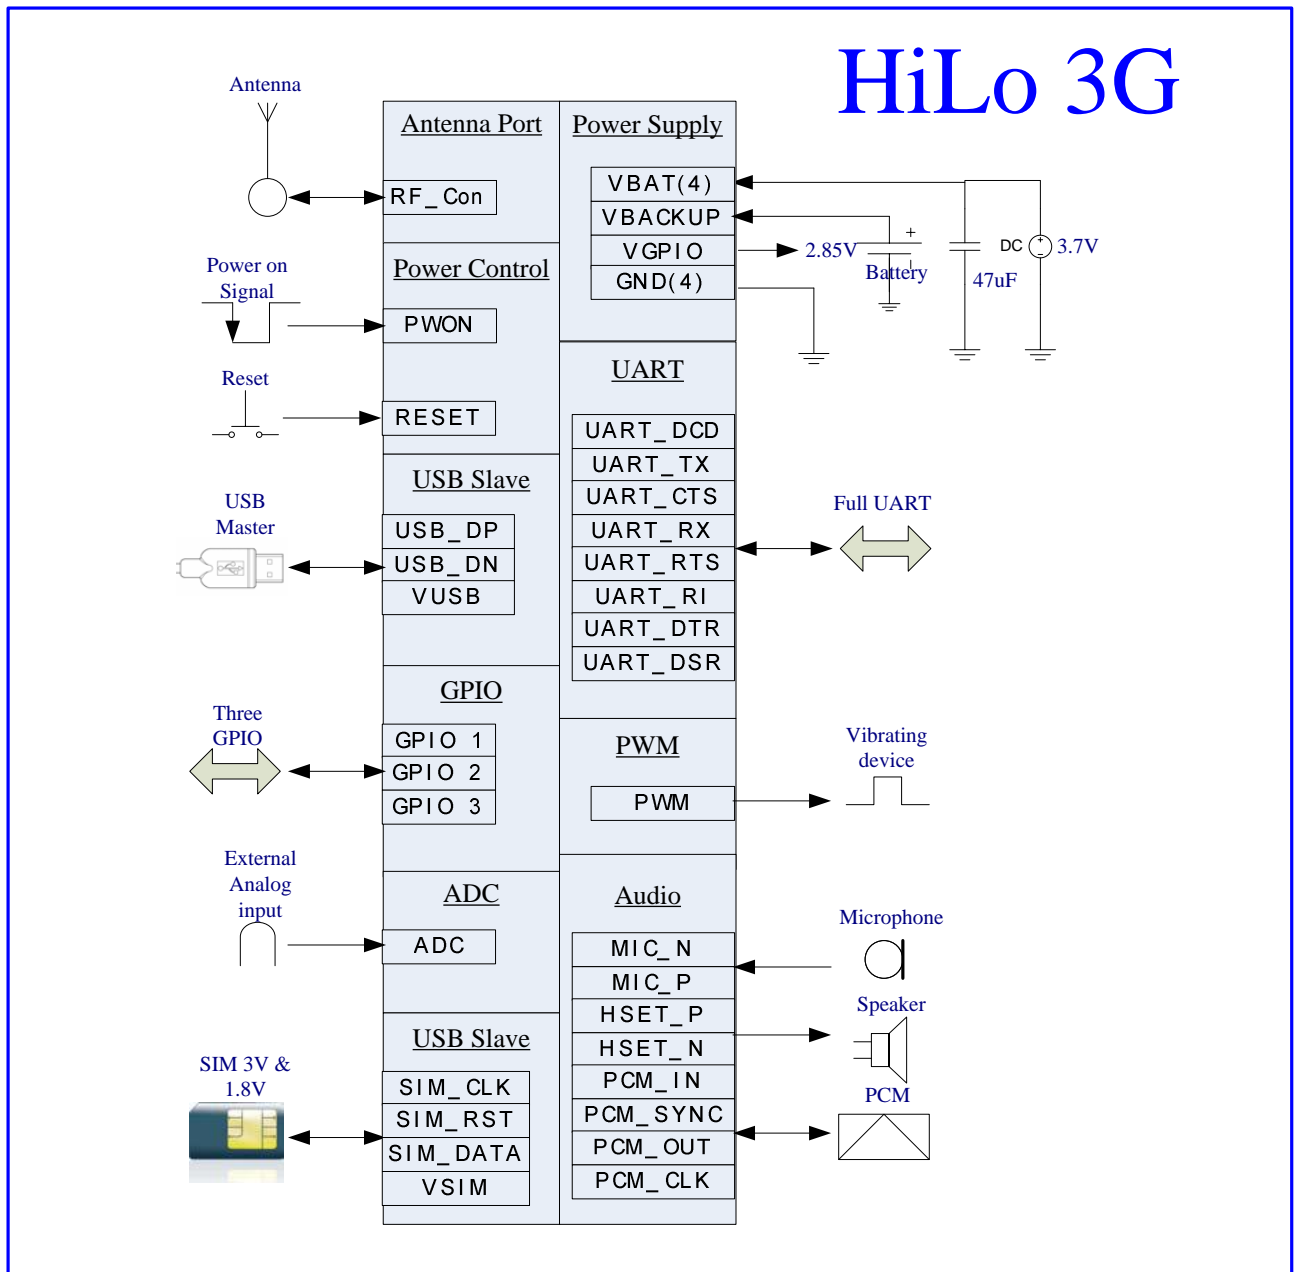 HiLo 3G
Antenna
Antenna Port
RF_Con
Power on
Signal
Power Control
PWON
Reset
RESET
USB
Master
USB Slave
USB_DP
USB_DN
VUSB
Three
GPIO
GPIO
GPIO 1
GPIO 2
GPIO 3
External
Analog
input
ADC
ADC
SIM 3V &
1.8V
USB Slave
SIM_CLK
SIM_RST
SIM_DATA
VSIM
Power Supply
VBAT(4)
VBACKUP
VGPIO
GND(4)
2.85V
+
-
Battery
47uF
DC
+
-
3.7V
UART
UART_DCD
UART_TX
UART_CTS
UART_RX
UART_RTS
UART_RI
UART_DTR
UART_DSR
Full UART
PWM
PWM
Vibrating
device
Audio
MIC_N
MIC_P
HSET_P
HSET_N
PCM_IN
PCM_SYNC
PCM_OUT
PCM_CLK
Microphone
Speaker
PCM